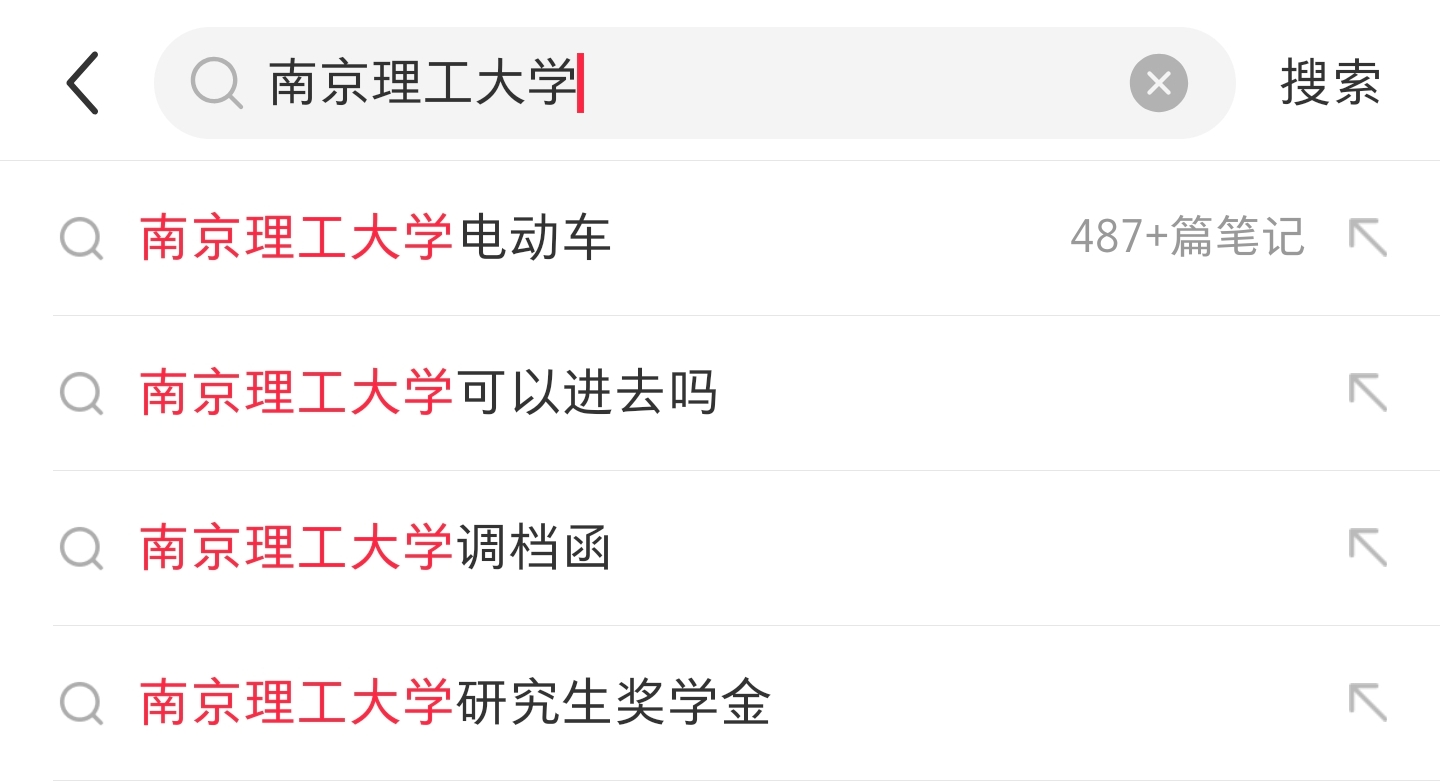 南京理工大学 搜索
南京理工大学电动车 487+篇笔记
南京理工大学可以进去吗
南京理工大学调档函
南京理工大学研究生奖学金